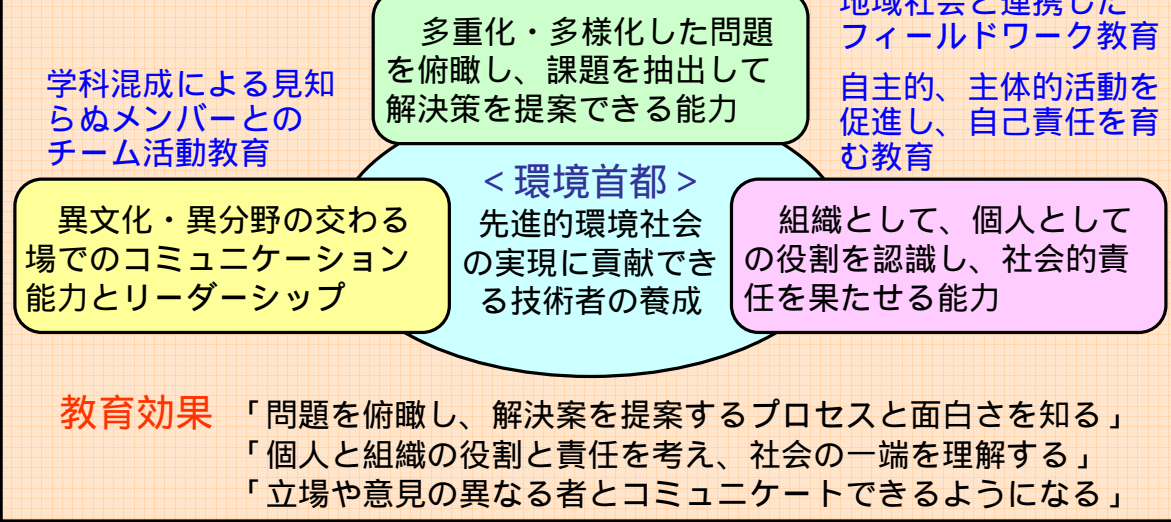 地域社会と連携した
フィールドワーク教育
自主的、主体的活動を
促進し、自己責任を育
む教育
多重化・多様化した問題
を俯瞰し、課題を抽出して
解決策を提案できる能力
学科混成による見知
らぬメンバーとの
チーム活動教育
＜環境首都＞
先進的環境社会
の実現に貢献でき
る技術者の養成
異文化・異分野の交わる
場でのコミュニケーション
能力とリーダーシップ
組織として、個人として
の役割を認識し、社会的責
任を果たせる能力
教育効果 「問題を俯瞰し、解決案を提案するプロセスと面白さを知る」
「個人と組織の役割と責任を考え、社会の一端を理解する」
「立場や意見の異なる者とコミュニケートできるようになる」